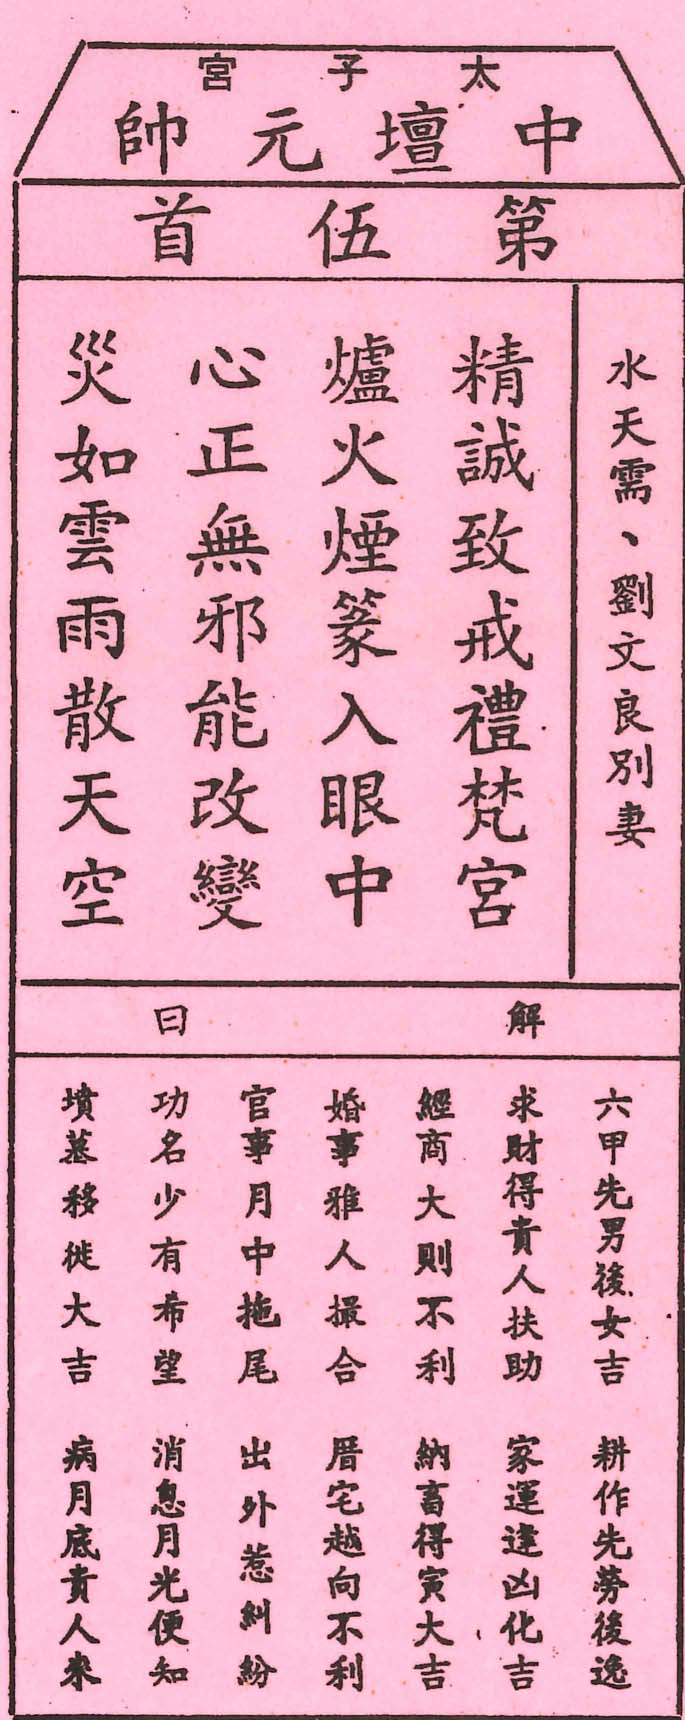 太子宮
中壇元帥
第伍首
水天需、劉文良別妻
精誠致戒禮梵宮
爐火煙篆入眼中
心正無邪能改變
災如雲雨散天空
解曰
六甲先男後女吉 耕作先勞後逸
求財得貴人扶助 家運逢凶化吉
經商大則不利 納畜得寅大吉
婚事雅人撮合 厝宅越向不利
官事月中拖尾 出外惹糾紛
功名少有希望 消息月光便知
墳墓移徙大吉 病月底貴人來